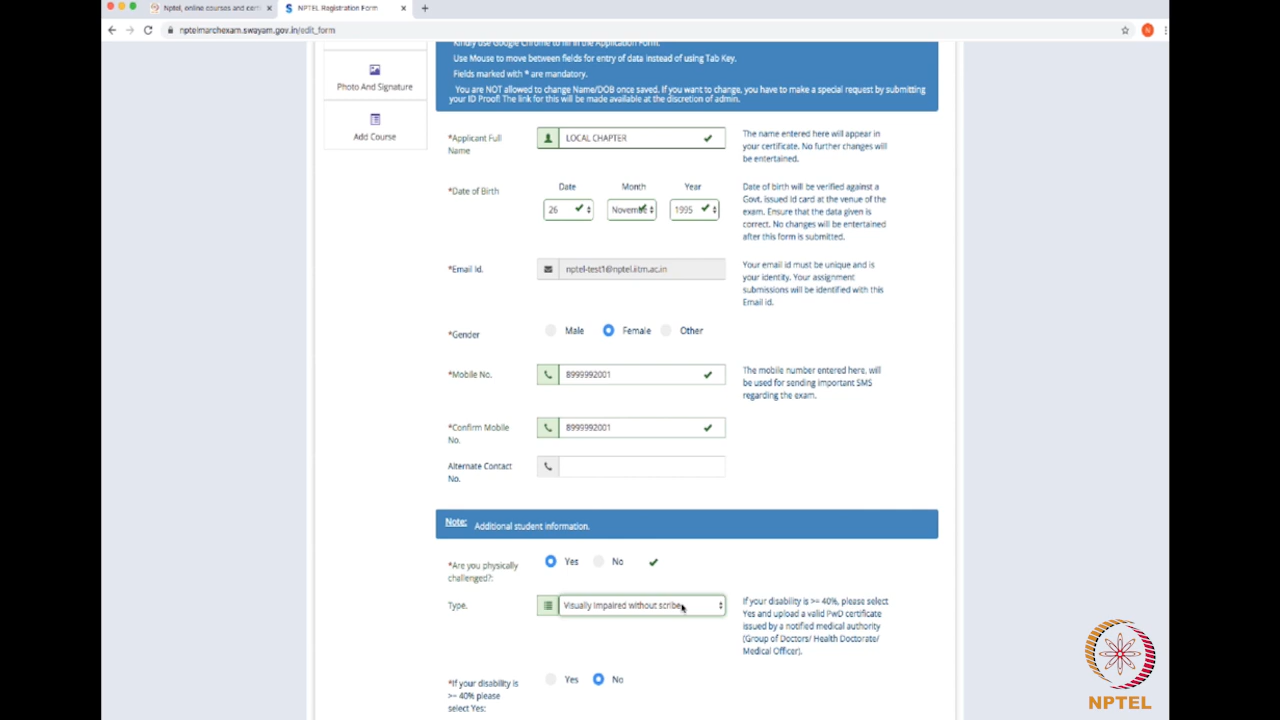 Nptel, online courses and cert
NPTEL Registration Form
nptelmarchexam.swayam.gov.in/edit_form
N
Kindly use Google Chrome to fill in the Application Form.
Use Mouse to move between fields for entry of data instead of using Tab Key.
Fields marked with * are mandatory.
You are NOT allowed to change Name/DOB once saved. If you want to change, you have to make a special request by submitting
your ID Proof! The link for this will be made available at the discretion of admin.
Photo And Signature
Add Course
*Applicant Full
Name
LOCAL CHAPTER
The name entered here will appear in
your certificate. No further changes will
be entertained.
*Date of Birth
Date Month Year
26 Novembe 1995
Date of birth will be verified against a
Govt. issued Id card at the venue of the
exam. Ensure that the data given is
correct. No changes will be entertained
after this form is submitted.
*Email Id.
nptel-test1@nptel.iitm.ac.in
Your email id must be unique and is
your identity. Your assignment
submissions will be identified with this
Email id.
*Gender
Male Female Other
*Mobile No.
8999992001
The mobile number entered here, will
be used for sending important SMS
regarding the exam.
*Confirm Mobile
No.
8999992001
Alternate Contact
No.
Note: Additional student information.
*Are you physically
challenged?:
Yes No
Type.
Visually Impaired without scribe
If your disability is >= 40%, please select
Yes and upload a valid PwD certificate
issued by a notified medical authority
(Group of Doctors/ Health Doctorate/
Medical Officer).
*If your disability is
>= 40% please
select Yes:
Yes No
NPTEL